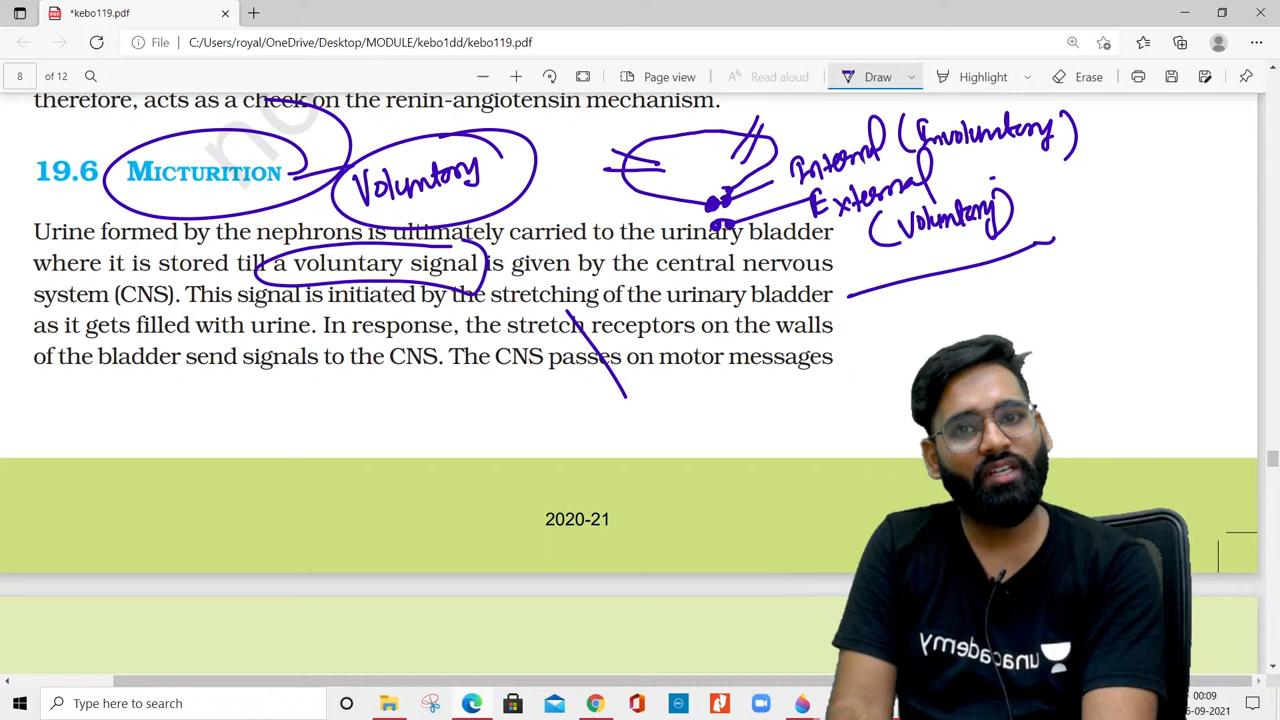 *kebo119.pdf
File C:/Users/royal/OneDrive/Desktop/MODULE/kebo1dd/kebo119.pdf
8 of 12 Page view Read aloud Draw Highlight Erase
therefore, acts as a check on the renin-angiotensin mechanism.
19.6 MICTURITION
Voluntary
Internal (Involuntary)
External
(Voluntary)
Urine formed by the nephrons is ultimately carried to the urinary bladder
where it is stored till a voluntary signal is given by the central nervous
system (CNS). This signal is initiated by the stretching of the urinary bladder
as it gets filled with urine. In response, the stretch receptors on the walls
of the bladder send signals to the CNS. The CNS passes on motor messages
2020-21
unacademy
Type here to search
00:09
-09-2021